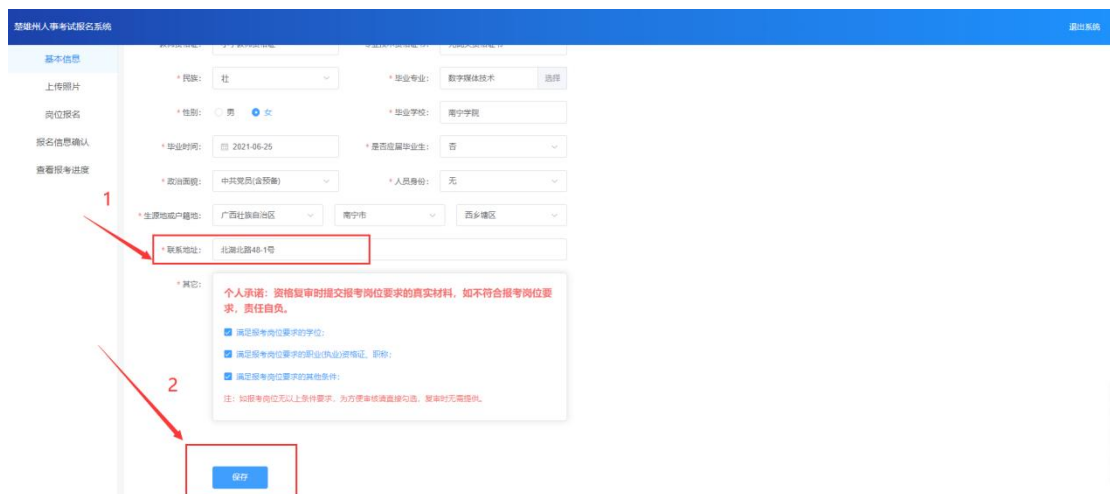 楚雄州人事考试报名系统 退出系统
基本信息
上传照片
岗位报名
报名信息确认
查看报考进度
* 民族: 壮 * 毕业专业: 数字媒体技术 选择
* 性别: 男 女 * 毕业学校: 南宁学院
* 毕业时间: 2021-06-25 * 是否应届毕业生: 否
* 政治面貌: 中共党员(含预备) * 人员身份: 无
* 生源地或户籍地: 广西壮族自治区 南宁市 西乡塘区
1
* 联系地址: 北湖北路48-1号
* 其它:
个人承诺：资格复审时提交报考岗位要求的真实材料，如不符合报考岗位要
求，责任自负。
满足报考岗位要求的学位；
满足报考岗位要求的职业(执业)资格证、职称；
满足报考岗位要求的其他条件；
注：如报考岗位无以上条件要求，为方便审核请直接勾选，复审时无需提供。
2
保存